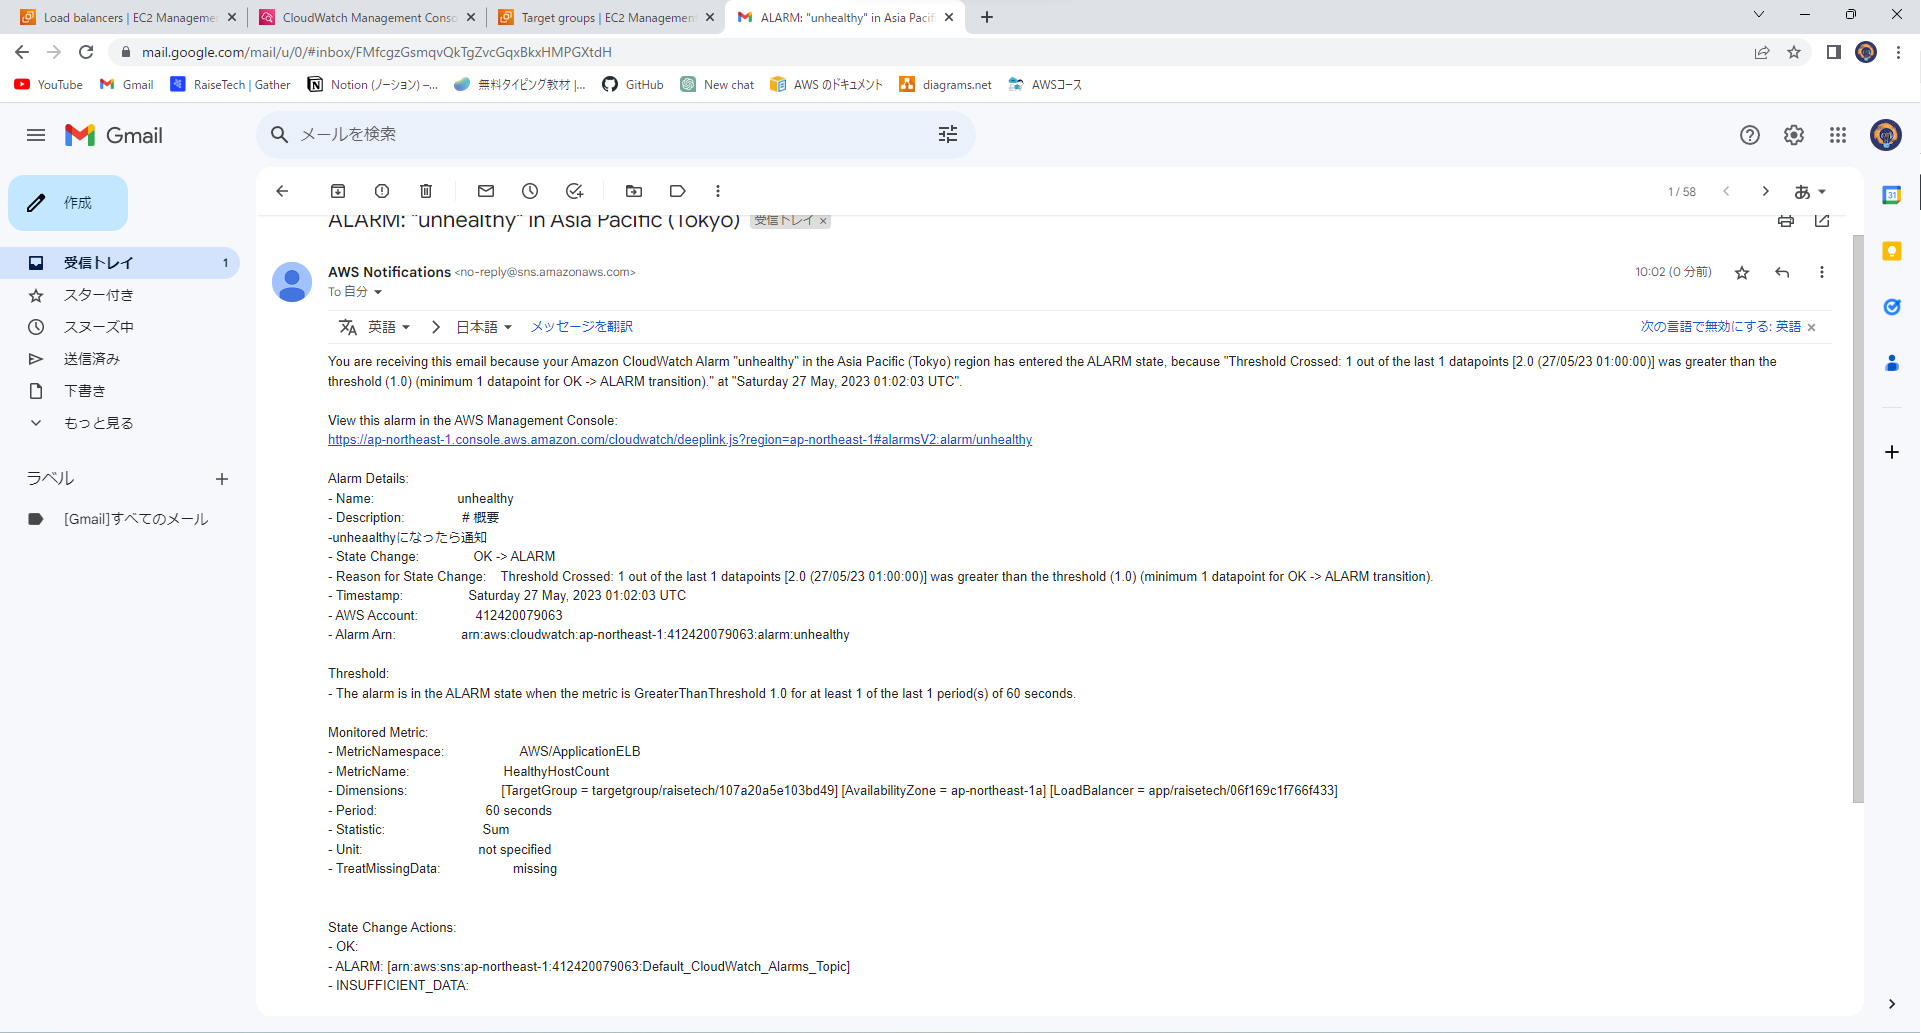 Load balancers | EC2 Manageme
CloudWatch Management Conso
Target groups | EC2 Management
ALARM: "unhealthy" in Asia Pacifi
mail.google.com/mail/u/0/#inbox/FMfcgzGsmqvQkTgZvcGqxBkxHMPGXtdH
YouTube
Gmail
RaiseTech | Gather
Notion (ノーション) –...
無料タイピング教材 |...
GitHub
New chat
AWS のドキュメント
diagrams.net
AWSコース
Gmail
メールを検索
作成
1 / 58
あ
受信トレイ 1
スター付き
スヌーズ中
送信済み
下書き
もっと見る
ラベル
[Gmail]すべてのメール
ALARM: "unhealthy" in Asia Pacific (Tokyo) 受信トレイ ×
AWS Notifications <no-reply@sns.amazonaws.com>
10:02 (0 分前)
To 自分
英語 > 日本語 メッセージを翻訳
次の言語で無効にする: 英語 ×
You are receiving this email because your Amazon CloudWatch Alarm "unhealthy" in the Asia Pacific (Tokyo) region has entered the ALARM state, because "Threshold Crossed: 1 out of the last 1 datapoints [2.0 (27/05/23 01:00:00)] was greater than the
threshold (1.0) (minimum 1 datapoint for OK -> ALARM transition)." at "Saturday 27 May, 2023 01:02:03 UTC".
View this alarm in the AWS Management Console:
https://ap-northeast-1.console.aws.amazon.com/cloudwatch/deeplink.js?region=ap-northeast-1#alarmsV2:alarm/unhealthy
Alarm Details:
- Name: unhealthy
- Description: # 概要
-unheaalthyになったら通知
- State Change: OK -> ALARM
- Reason for State Change: Threshold Crossed: 1 out of the last 1 datapoints [2.0 (27/05/23 01:00:00)] was greater than the threshold (1.0) (minimum 1 datapoint for OK -> ALARM transition).
- Timestamp: Saturday 27 May, 2023 01:02:03 UTC
- AWS Account: 412420079063
- Alarm Arn: arn:aws:cloudwatch:ap-northeast-1:412420079063:alarm:unhealthy
Threshold:
- The alarm is in the ALARM state when the metric is GreaterThanThreshold 1.0 for at least 1 of the last 1 period(s) of 60 seconds.
Monitored Metric:
- MetricNamespace: AWS/ApplicationELB
- MetricName: HealthyHostCount
- Dimensions: [TargetGroup = targetgroup/raisetech/107a20a5e103bd49] [AvailabilityZone = ap-northeast-1a] [LoadBalancer = app/raisetech/06f169c1f766f433]
- Period: 60 seconds
- Statistic: Sum
- Unit: not specified
- TreatMissingData: missing
State Change Actions:
- OK:
- ALARM: [arn:aws:sns:ap-northeast-1:412420079063:Default_CloudWatch_Alarms_Topic]
- INSUFFICIENT_DATA:
31